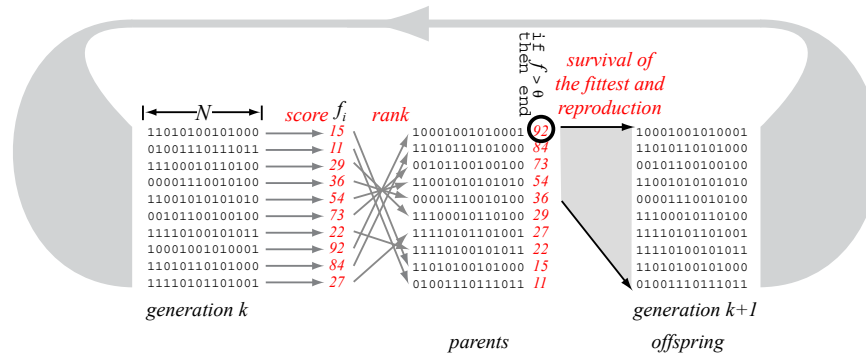 if f > θ
then end
survival of
the fittest and
reproduction
N
score f_i rank
11010100101000 15 10001001010001 92 10001001010001
01001110111011 11 11010110101000 84 11010110101000
11100010110100 29 00101100100100 73 00101100100100
00001110010100 36 11001010101010 54 11001010101010
11001010101010 54 00001110010100 36 00001110010100
00101100100100 73 11100010110100 29 11100010110100
11110100101011 22 11110101101001 27 11110101101001
10001001010001 92 11110100101011 22 11110100101011
11010110101000 84 11010100101000 15 11010100101000
11110101101001 27 01001110111011 11 01001110111011
generation k generation k+1
parents offspring